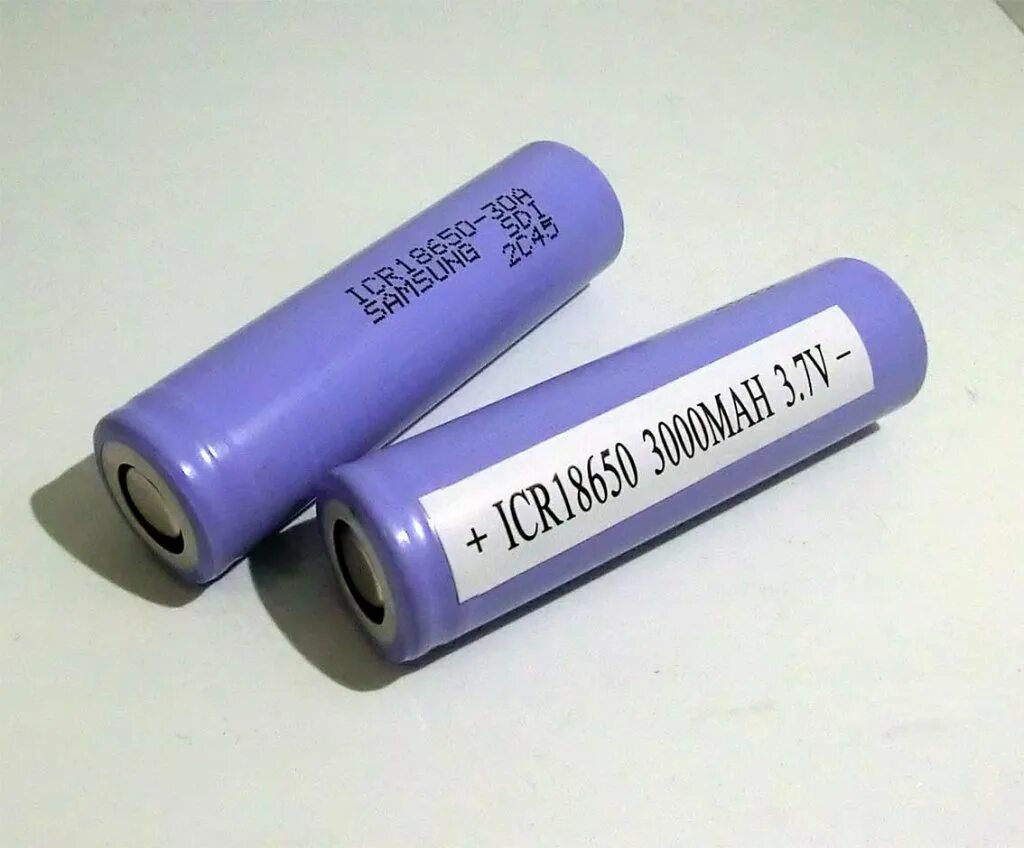 ICR18650-30A
SAMSUNG SDI
2C45
+ ICR18650 3000MAH 3.7V -